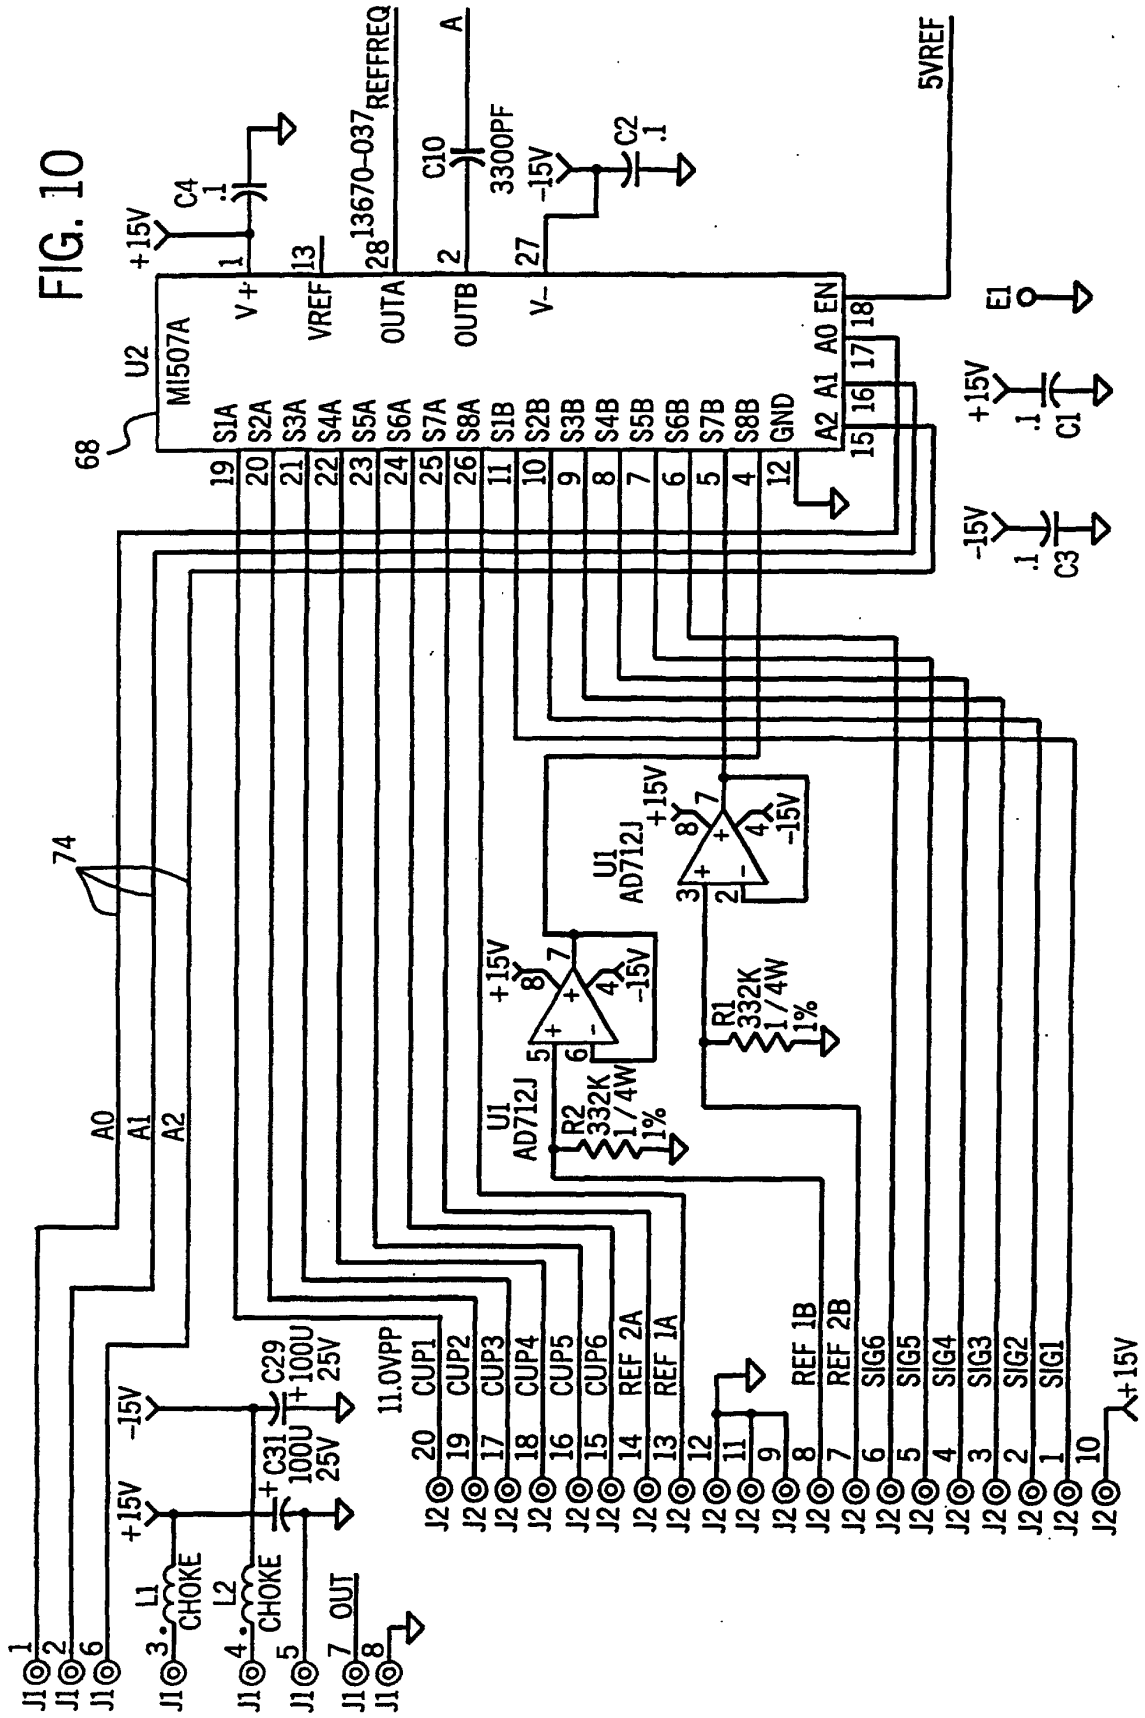 FIG. 10
J1 1
J1 2
J1 6
J1 3
L1
CHOKE
J1 4
L2
CHOKE
J1 5
J1 7 OUT
J1 8
+15V
-15V
+ C31
100U
25V
C29
+100U
25V
A0
A1
A2
74
68
U2
MI507A
19 S1A
20 S2A
21 S3A
22 S4A
23 S5A
24 S6A
25 S7A
26 S8A
11 S1B
10 S2B
9 S3B
8 S4B
7 S5B
6 S6B
5 S7B
4 S8B
12 GND
V+ 1
VREF 13
OUTA 28
OUTB 2
V- 27
A2 15
A1 16
A0 17
EN 18
+15V
C4
.1
13670-037
REFFREQ
C10
3300PF
A
-15V
C2
.1
5VREF
11.0VPP
J2 20 CUP1
J2 19 CUP2
J2 17 CUP3
J2 18 CUP4
J2 16 CUP5
J2 15 CUP6
J2 14 REF 2A
J2 13 REF 1A
J2 12
J2 11
J2 9
J2 8 REF 1B
J2 7 REF 2B
J2 6 SIG6
J2 5 SIG5
J2 4 SIG4
J2 3 SIG3
J2 2 SIG2
J2 1 SIG1
J2 10
+15V
U1
AD712J
5 +
6 -
+
7
8
+15V
4
-15V
R2
332K
1/4W
1%
U1
AD712J
3 +
2 -
+
7
8
+15V
4
-15V
R1
332K
1/4W
1%
-15V
.1
C3
+15V
.1
C1
E1